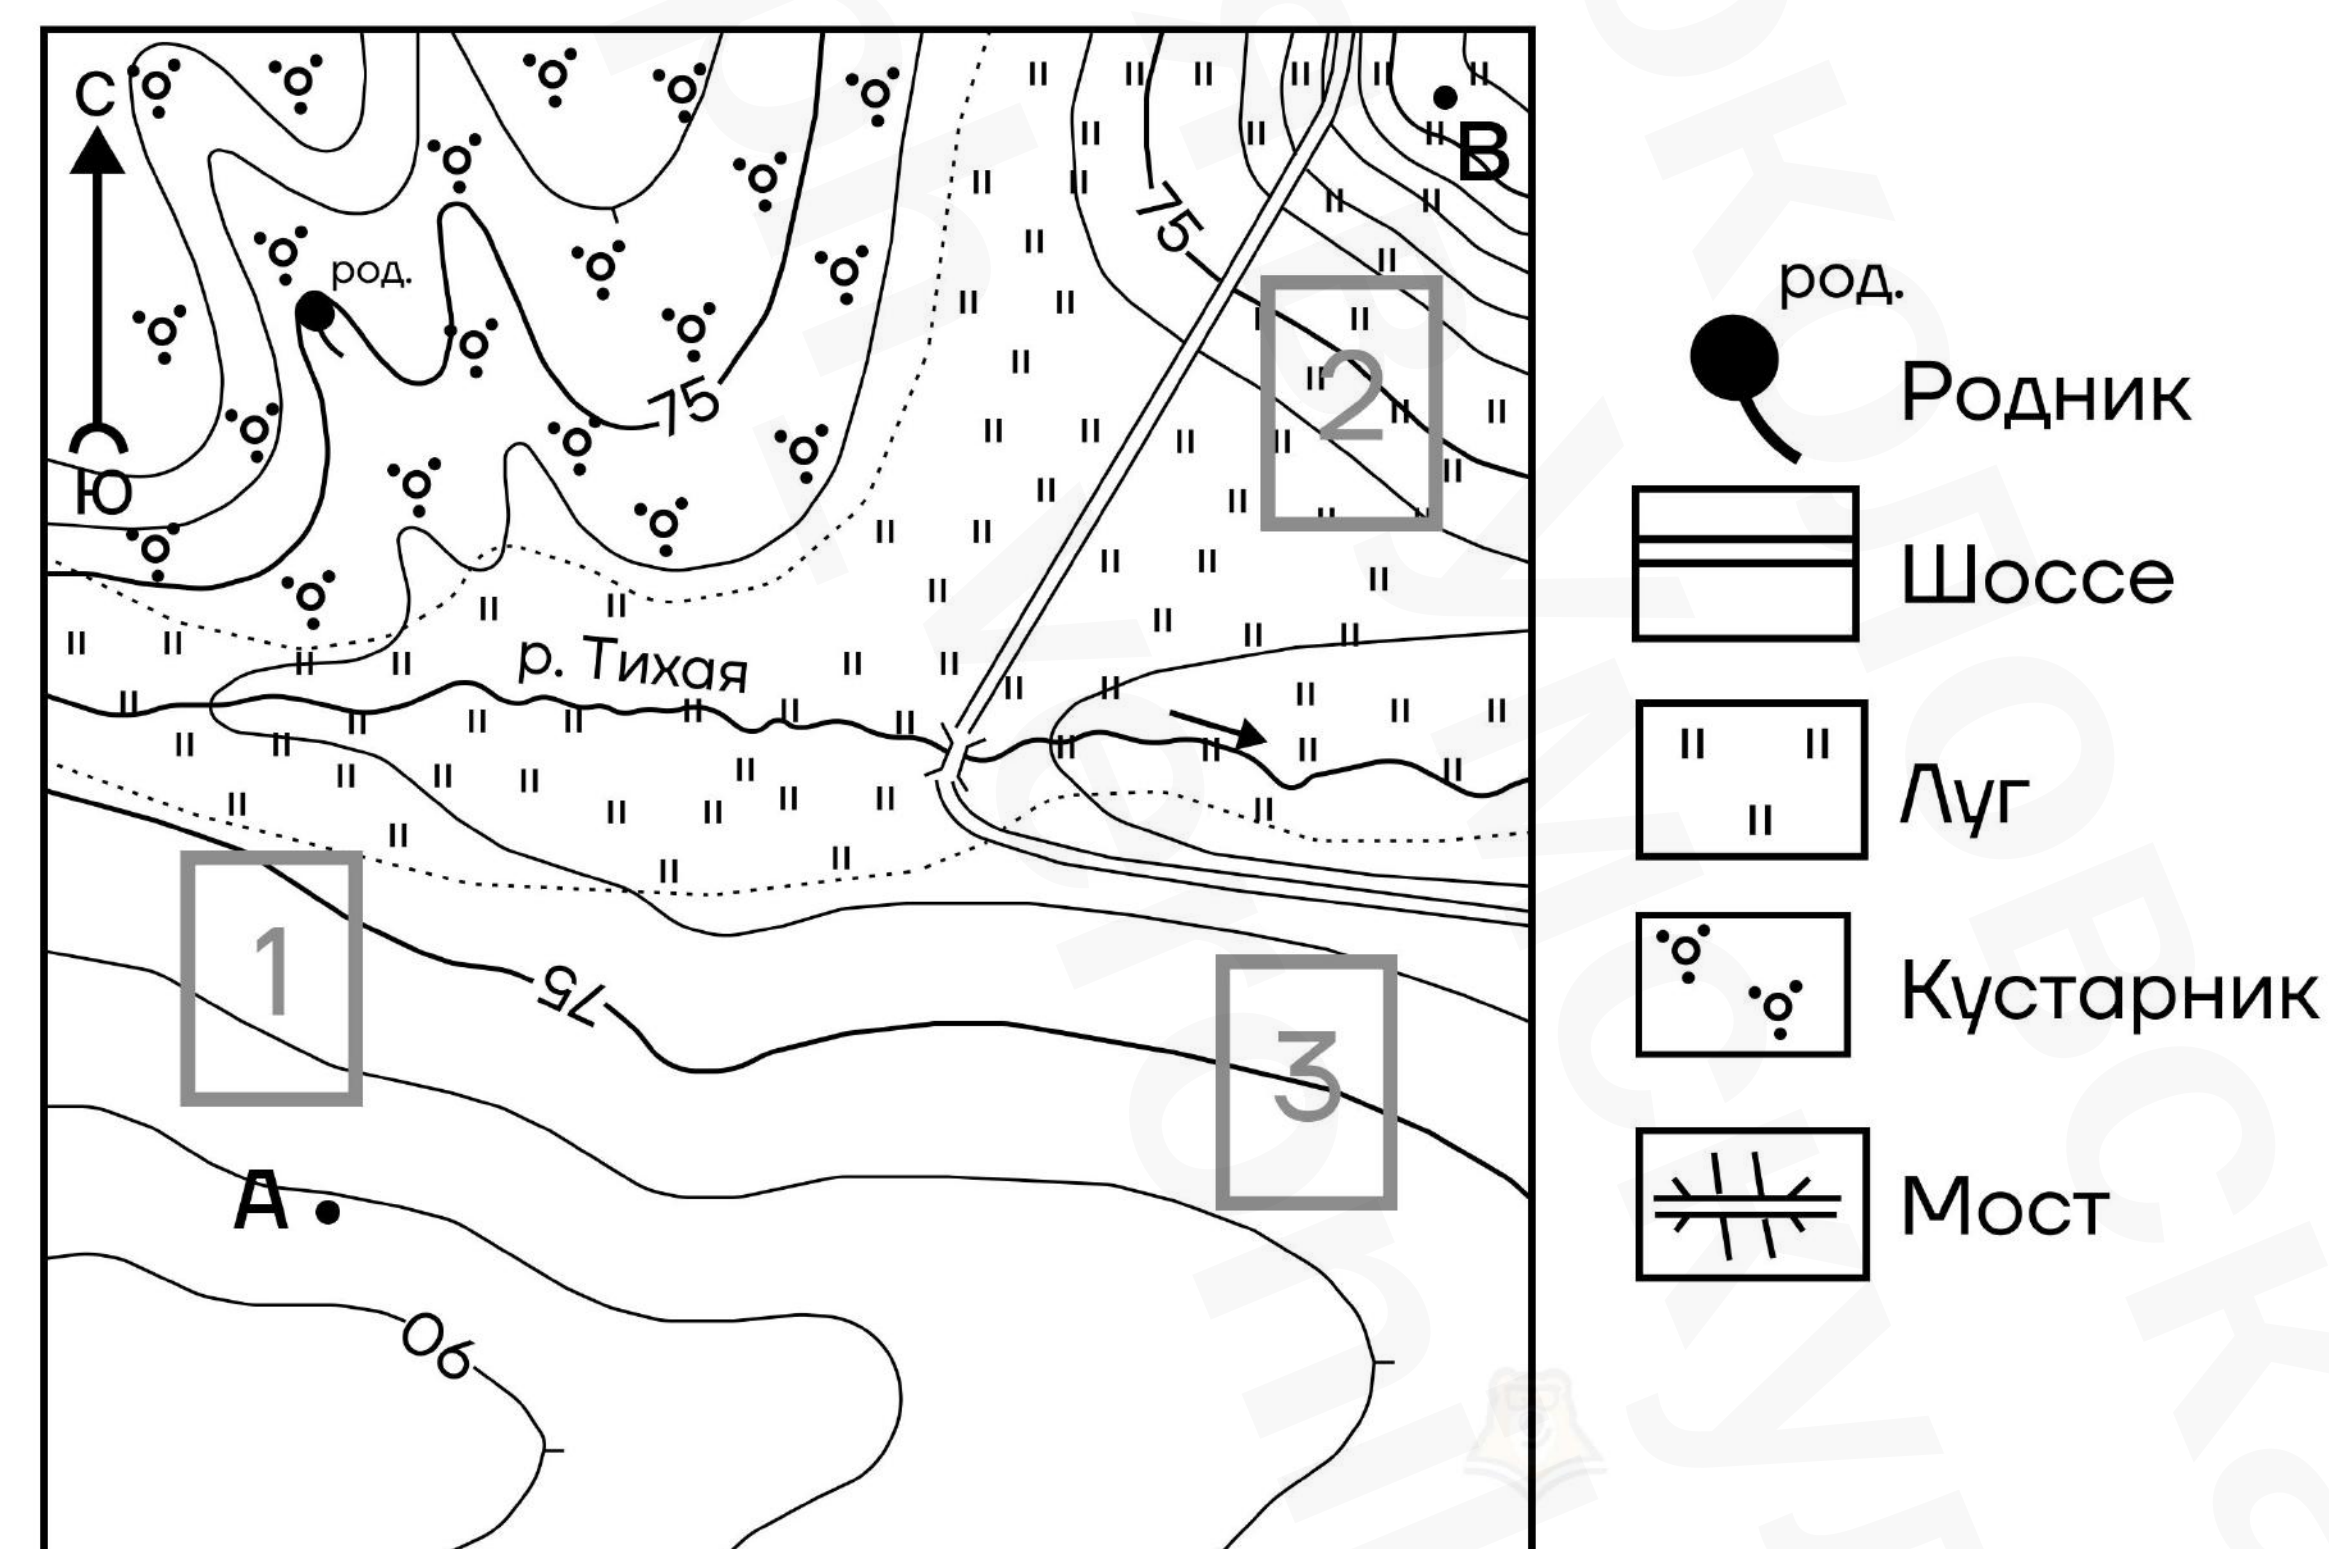 С
В
75
род.
род.
Родник
2
75
Ю
Шоссе
р. Тихая
Луг
1
75
Кустарник
3
А
Мост
90